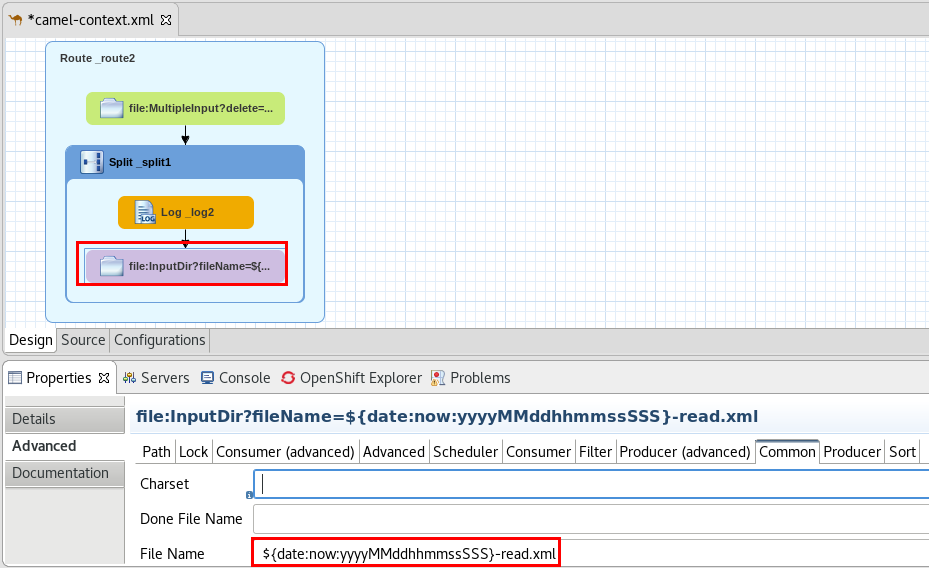 *camel-context.xml
Route _route2
file:MultipleInput?delete=...
Split _split1
LOG Log _log2
file:InputDir?fileName=${...
Design Source Configurations
Properties Servers Console OpenShift Explorer Problems
Details
Advanced
Documentation
file:InputDir?fileName=${date:now:yyyyMMddhhmmssSSS}-read.xml
Path Lock Consumer (advanced) Advanced Scheduler Consumer Filter Producer (advanced) Common Producer Sort
Charset
Done File Name
File Name ${date:now:yyyyMMddhhmmssSSS}-read.xml